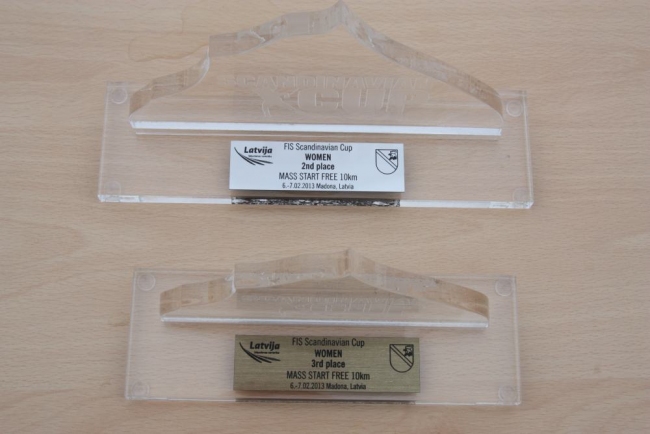 FIS Scandinavian Cup
Latvija
WOMEN
2nd place
MASS START FREE 10km
6.-7.02.2013 Madona, Latvia
FIS Scandinavian Cup
Latvija
WOMEN
3rd place
MASS START FREE 10km
6.-7.02.2013 Madona, Latvia